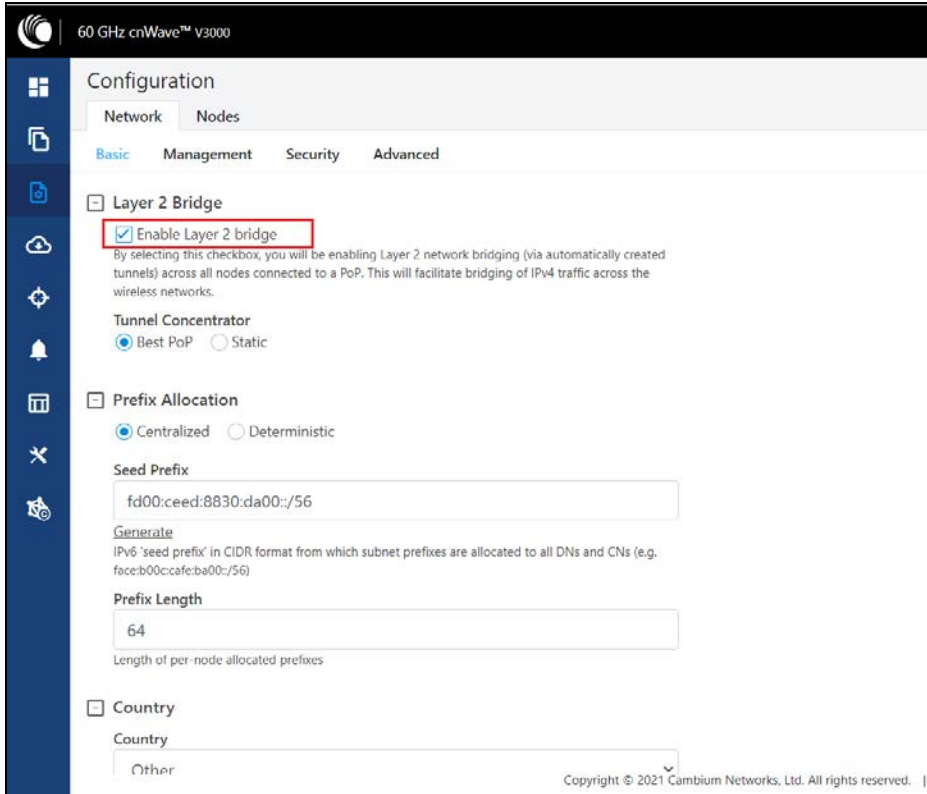 60 GHz cnWave™ V3000
Configuration
Network Nodes
Basic Management Security Advanced
Layer 2 Bridge
Enable Layer 2 bridge
By selecting this checkbox, you will be enabling Layer 2 network bridging (via automatically created
tunnels) across all nodes connected to a PoP. This will facilitate bridging of IPv4 traffic across the
wireless networks.
Tunnel Concentrator
Best PoP Static
Prefix Allocation
Centralized Deterministic
Seed Prefix
fd00:ceed:8830:da00::/56
Generate
IPv6 'seed prefix' in CIDR format from which subnet prefixes are allocated to all DNs and CNs (e.g.
face:b00c:cafe:ba00::/56)
Prefix Length
64
Length of per-node allocated prefixes
Country
Country
Other
Copyright © 2021 Cambium Networks, Ltd. All rights reserved. |